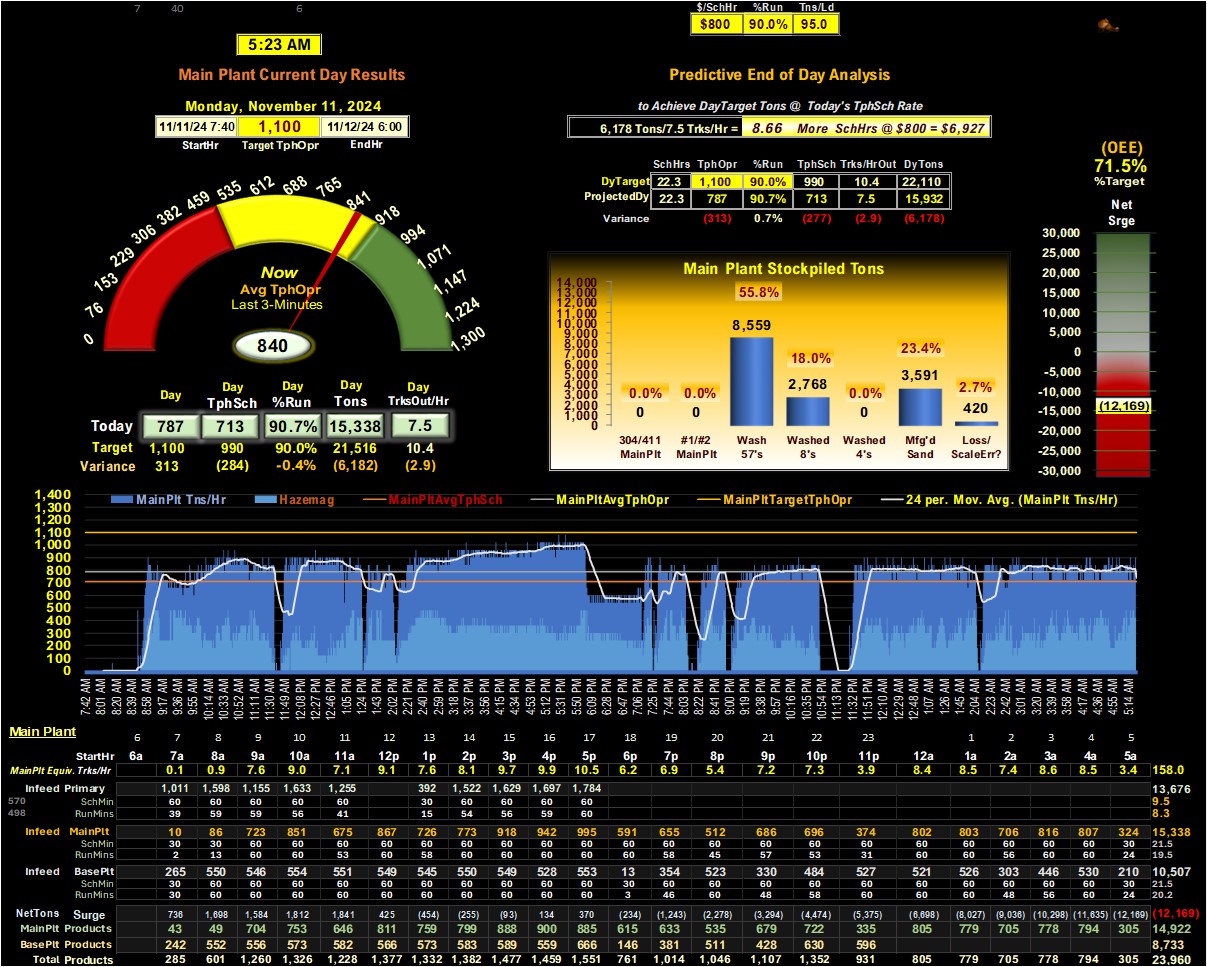 7 40 6
$/SchHr %Run Tns/Ld
$800 90.0% 95.0
5:23 AM
Main Plant Current Day Results
Monday, November 11, 2024
11/11/24 7:40 1,100 11/12/24 6:00
StartHr Target TphOpr EndHr
Predictive End of Day Analysis
to Achieve DayTarget Tons @ Today's TphSch Rate
6,178 Tons/7.5 Trks/Hr = 8.66 More SchHrs @ $800 = $6,927
SchHrs TphOpr %Run TphSch Trks/HrOut DyTons
DyTarget 22.3 1,100 90.0% 990 10.4 22,110
ProjectedDy 22.3 787 90.7% 713 7.5 15,932
Variance (313) 0.7% (277) (2.9) (6,178)
(OEE)
71.5%
%Target
Net
Srge
30,000
25,000
20,000
15,000
10,000
5,000
0
-5,000
-10,000
(12,169)
-15,000
-20,000
-25,000
-30,000
0 76 153 229 306 382 459 535 612 688 765 841 918 994 1,071 1,147 1,224 1,300
Now
Avg TphOpr
Last 3-Minutes
840
Day Day TphSch Day %Run Day Tons Day TrksOut/Hr
Today 787 713 90.7% 15,338 7.5
Target 1,100 990 90.0% 21,516 10.4
Variance 313 (284) -0.4% (6,182) (2.9)
Main Plant Stockpiled Tons
14,000
13,000
12,000
11,000
10,000
9,000
8,000
7,000
6,000
5,000
4,000
3,000
2,000
1,000
0
0.0% 0.0% 55.8% 18.0% 0.0% 23.4% 2.7%
0 0 8,559 2,768 0 3,591 420
304/411 MainPlt #1/#2 MainPlt Wash 57's Washed 8's Washed 4's Mfg'd Sand Loss/ ScaleErr?
MainPlt Tns/Hr Hazemag MainPltAvgTphSch MainPltAvgTphOpr MainPltTargetTphOpr 24 per. Mov. Avg. (MainPlt Tns/Hr)
1,400
1,300
1,200
1,100
1,000
900
800
700
600
500
400
300
200
100
0
7:42 AM 8:01 AM 8:20 AM 8:39 AM 8:58 AM 9:17 AM 9:36 AM 9:55 AM 10:14 AM 10:33 AM 10:52 AM 11:11 AM 11:30 AM 11:49 AM 12:08 PM 12:27 PM 12:46 PM 1:05 PM 1:24 PM 1:43 PM 2:02 PM 2:21 PM 2:40 PM 2:59 PM 3:18 PM 3:37 PM 3:56 PM 4:15 PM 4:34 PM 4:53 PM 5:12 PM 5:31 PM 5:50 PM 6:09 PM 6:28 PM 6:47 PM 7:06 PM 7:25 PM 7:44 PM 8:03 PM 8:22 PM 8:41 PM 9:00 PM 9:19 PM 9:38 PM 9:57 PM 10:16 PM 10:35 PM 10:54 PM 11:13 PM 11:32 PM 11:51 PM 12:10 AM 12:29 AM 12:48 AM 1:07 AM 1:26 AM 1:45 AM 2:04 AM 2:23 AM 2:42 AM 3:01 AM 3:20 AM 3:39 AM 3:58 AM 4:17 AM 4:36 AM 4:55 AM 5:14 AM
Main Plant
6 7 8 9 10 11 12 13 14 15 16 17 18 19 20 21 22 23 1 2 3 4 5
StartHr 6a 7a 8a 9a 10a 11a 12p 1p 2p 3p 4p 5p 6p 7p 8p 9p 10p 11p 12a 1a 2a 3a 4a 5a
MainPlt Equiv. Trks/Hr 0.1 0.9 7.6 9.0 7.1 9.1 7.6 8.1 9.7 9.9 10.5 6.2 6.9 5.4 7.2 7.3 3.9 8.4 8.5 7.4 8.6 8.5 3.4 158.0
Infeed Primary 1,011 1,598 1,155 1,633 1,255 392 1,522 1,629 1,697 1,784 13,676
570 SchMin 60 60 60 60 60 30 60 60 60 60 9.5
498 RunMins 39 59 59 56 41 15 54 56 59 60 8.3
Infeed MainPlt 10 86 723 851 675 867 726 773 918 942 995 591 655 512 686 696 374 802 803 706 816 807 324 15,338
SchMin 30 30 60 60 60 60 60 60 60 60 60 60 60 60 60 60 60 60 60 60 60 60 30 21.5
RunMins 2 13 60 60 53 60 58 60 60 60 60 60 58 45 57 53 31 60 60 56 60 60 24 19.5
Infeed BasePlt 265 550 546 554 551 549 545 550 549 528 553 13 354 523 330 484 527 521 526 303 446 530 210 10,507
SchMin 30 60 60 60 60 60 60 60 60 60 60 30 60 60 60 60 60 60 60 60 60 60 30 21.5
RunMins 30 60 60 60 60 60 60 60 60 60 60 3 46 60 48 58 60 60 60 48 56 60 24 20.2
NetTons Surge 736 1,698 1,584 1,812 1,841 425 (454) (255) (93) 134 370 (234) (1,243) (2,278) (3,294) (4,474) (5,375) (6,698) (8,027) (9,036) (10,298) (11,635) (12,169) (12,169)
MainPlt Products 43 49 704 753 646 811 759 799 888 900 885 615 633 535 679 722 335 805 779 705 778 794 305 14,922
BasePlt Products 242 552 556 573 582 566 573 583 589 559 666 146 381 511 428 630 596 8,733
Total Products 285 601 1,260 1,326 1,228 1,377 1,332 1,382 1,477 1,459 1,551 761 1,014 1,046 1,107 1,352 931 805 779 705 778 794 305 23,960